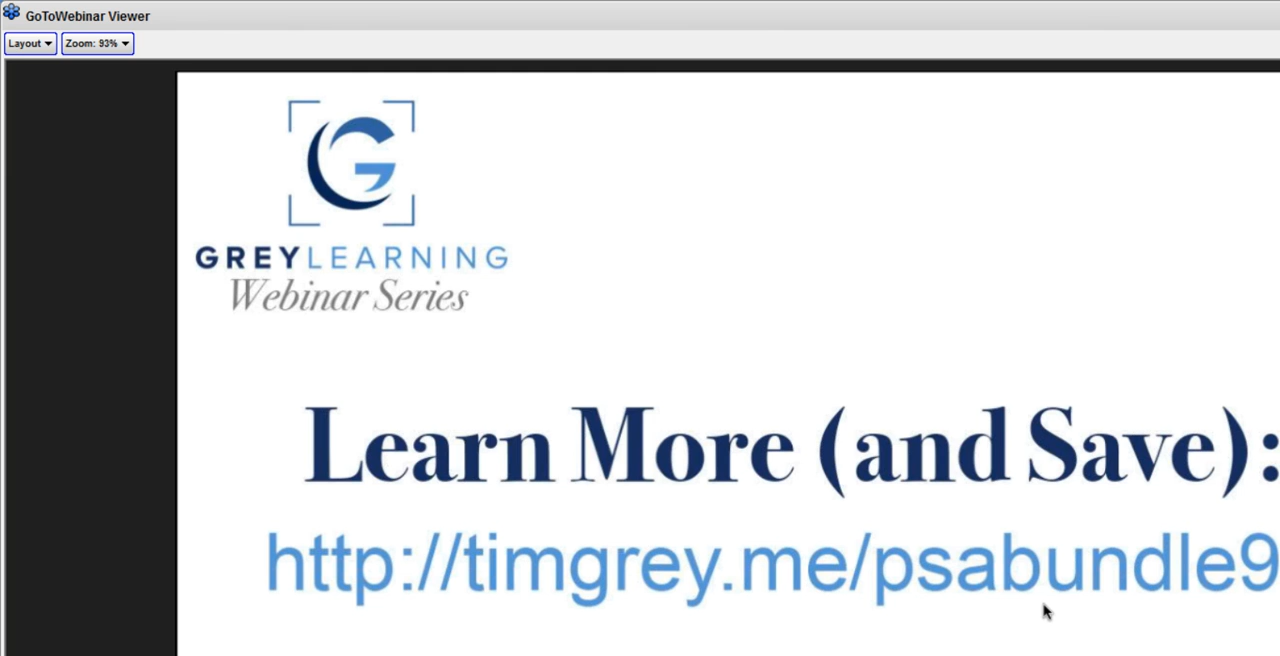 GoToWebinar Viewer
Layout Zoom: 93%
G
GREYLEARNING
Webinar Series
Learn More (and Save):
http://timgrey.me/psabundle9